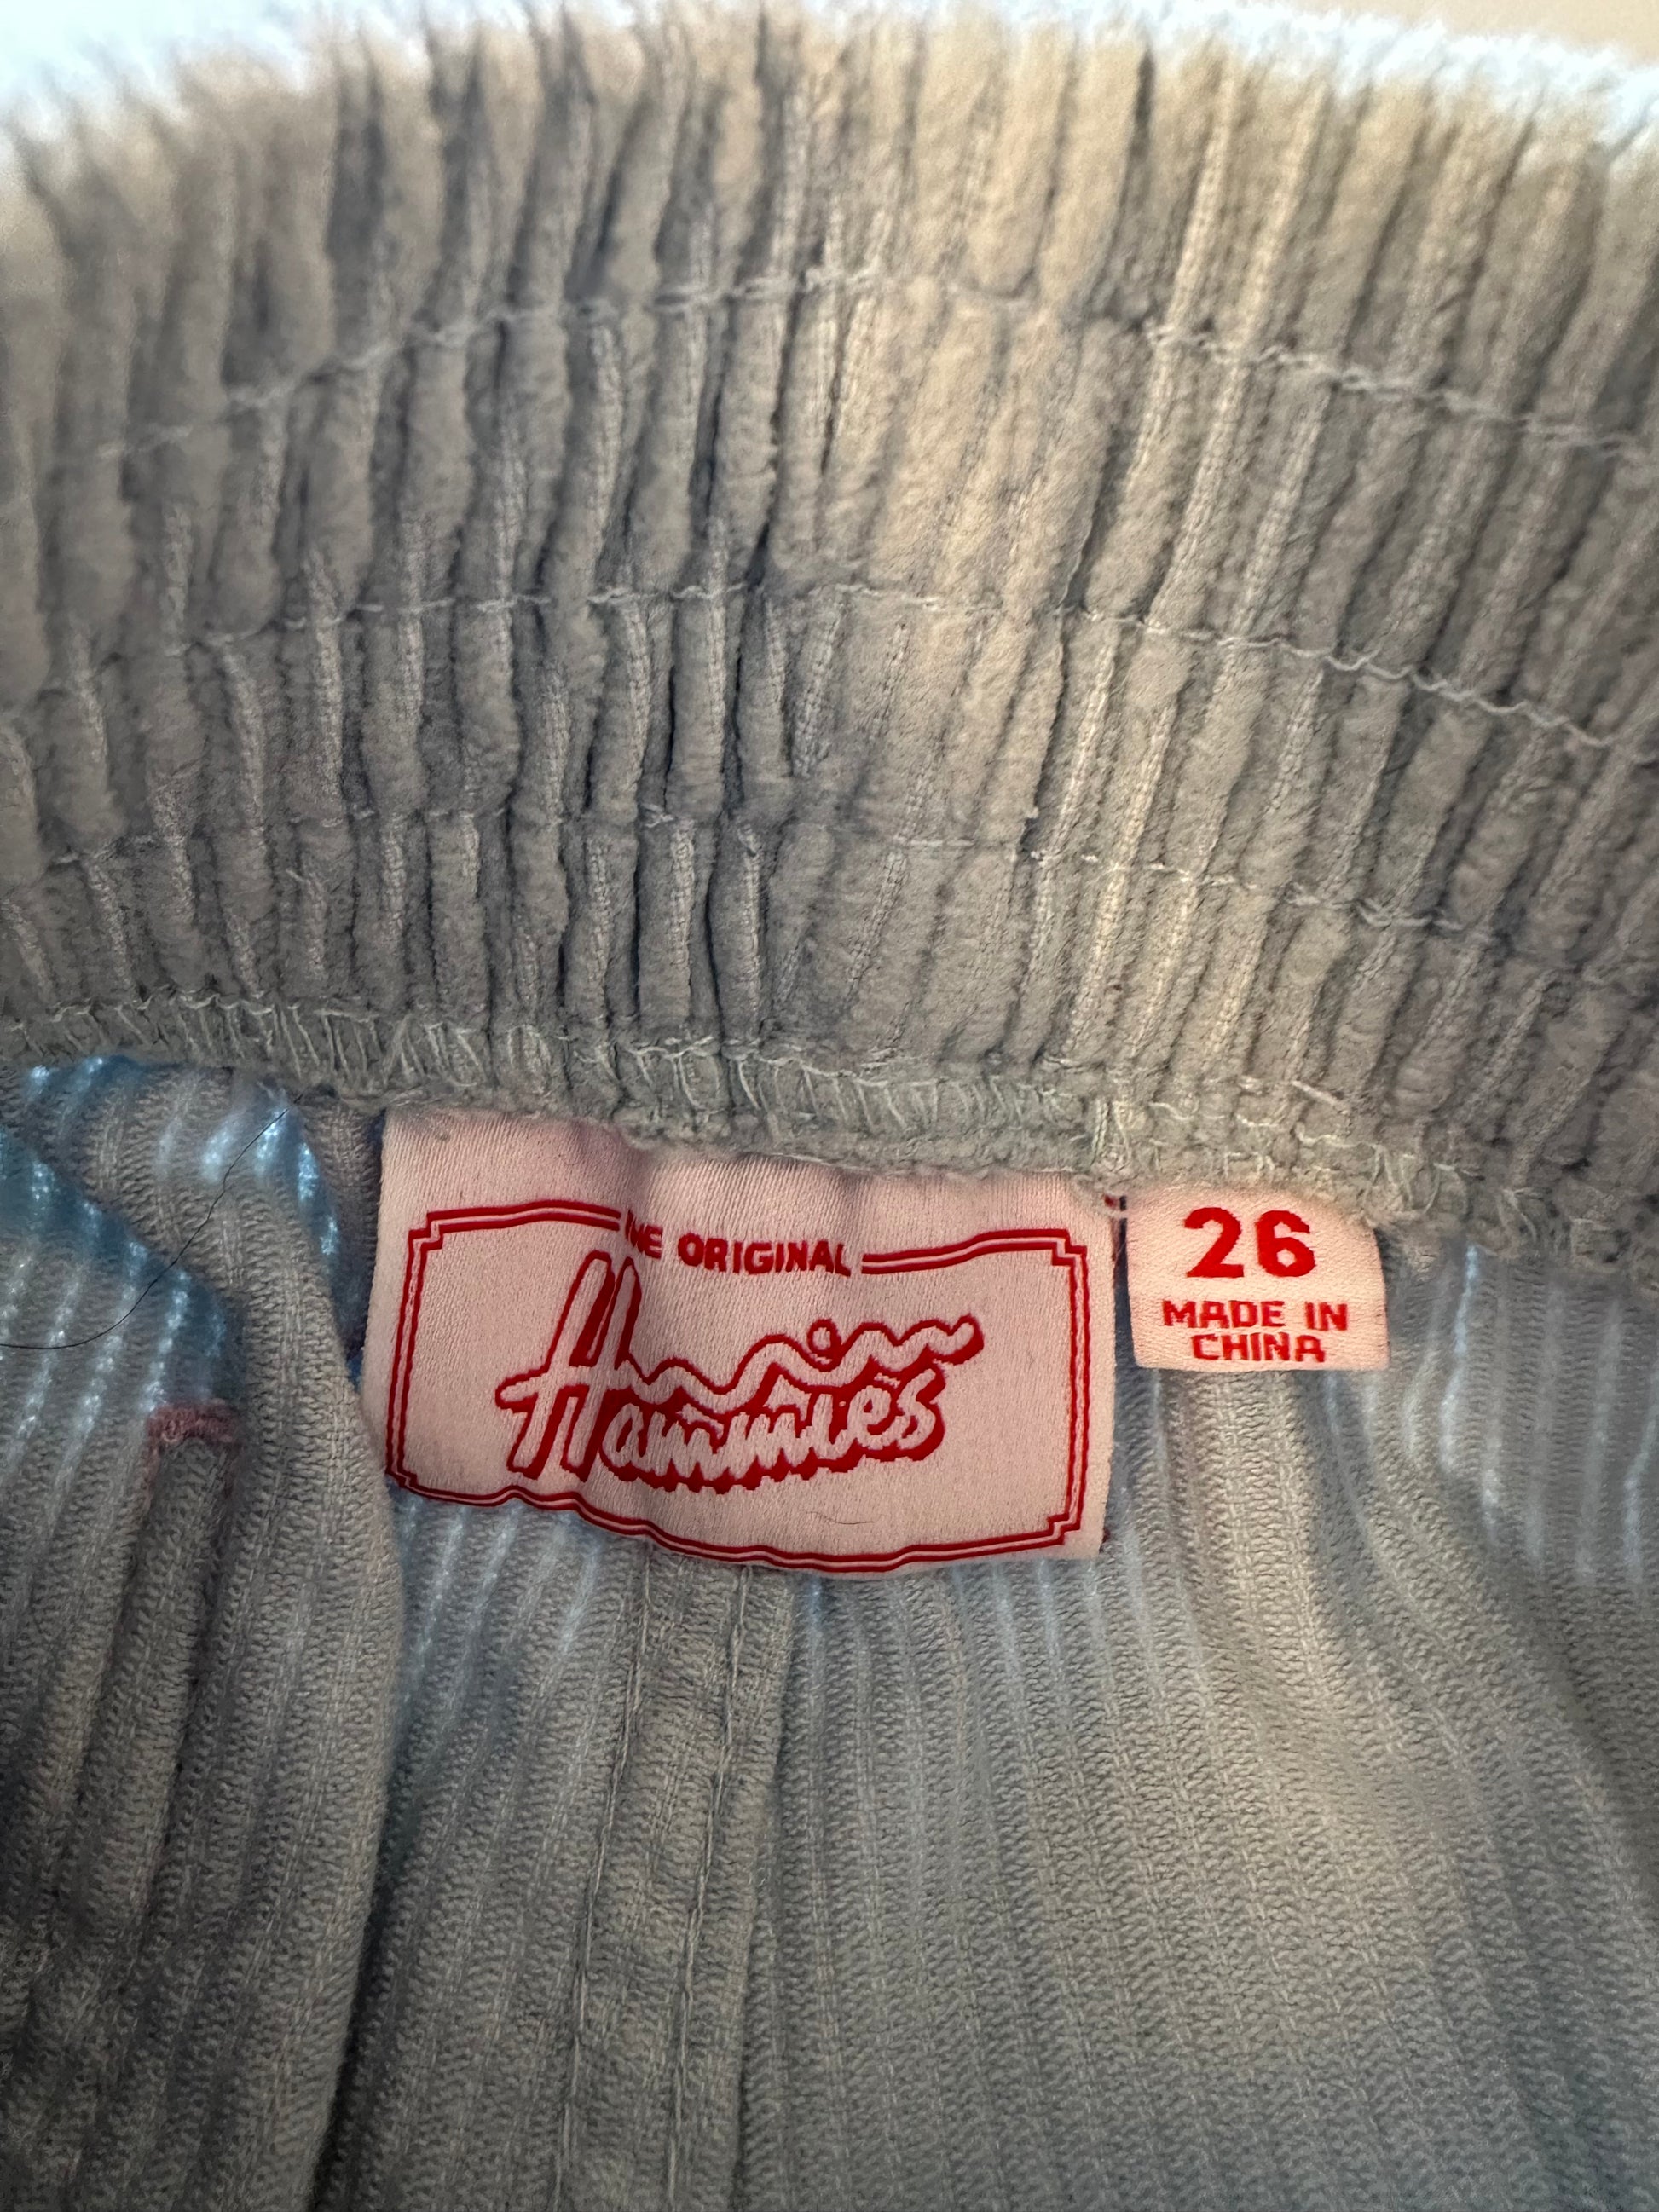 THE ORIGINAL
Hammies
26
MADE IN
CHINA